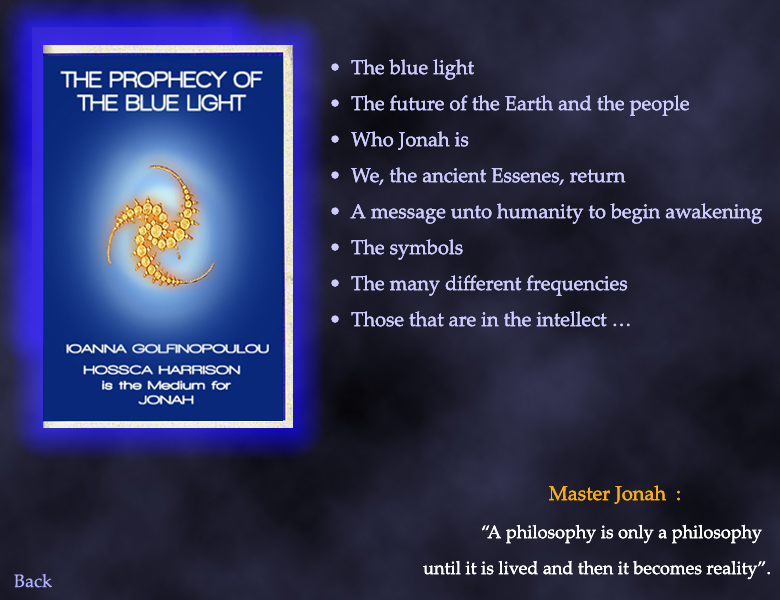 THE PROPHECY OF
THE BLUE LIGHT
IOANNA GOLFINOPOULOU
HOSSCA HARRISON
is the Medium for
JONAH
• The blue light
• The future of the Earth and the people
• Who Jonah is
• We, the ancient Essenes, return
• A message unto humanity to begin awakening
• The symbols
• The many different frequencies
• Those that are in the intellect …
Master Jonah :
“A philosophy is only a philosophy
until it is lived and then it becomes reality”.
Back